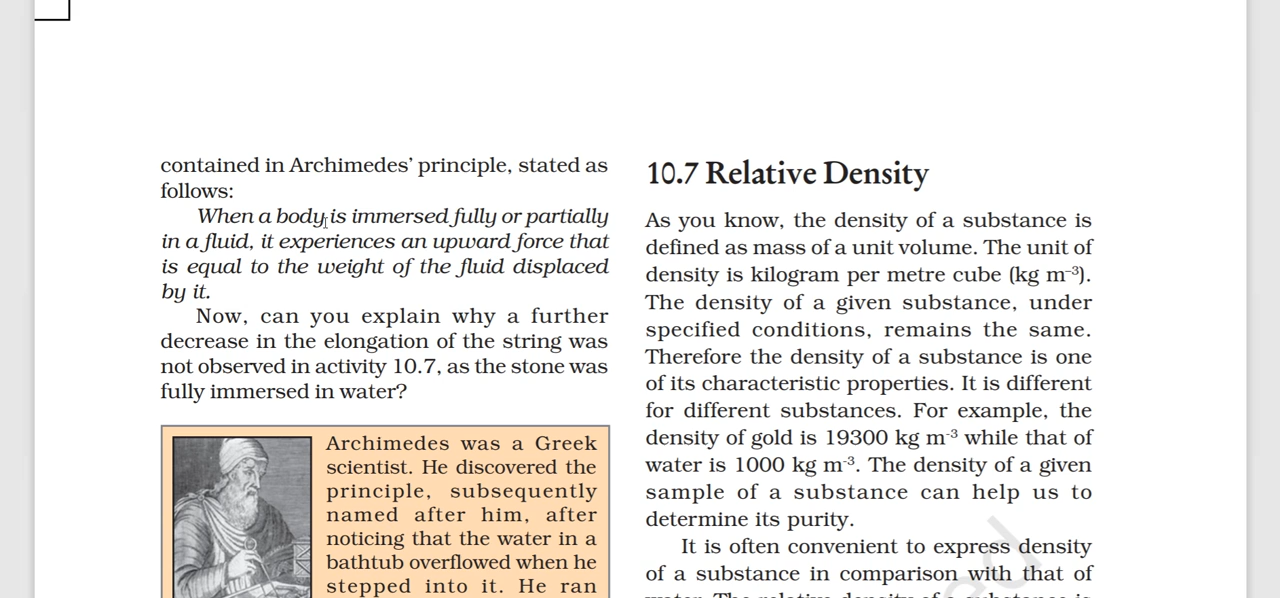 contained in Archimedes’ principle, stated as
follows:
When a body is immersed fully or partially
in a fluid, it experiences an upward force that
is equal to the weight of the fluid displaced
by it.
Now, can you explain why a further
decrease in the elongation of the string was
not observed in activity 10.7, as the stone was
fully immersed in water?
Archimedes was a Greek
scientist. He discovered the
principle, subsequently
named after him, after
noticing that the water in a
bathtub overflowed when he
stepped into it. He ran
10.7 Relative Density
As you know, the density of a substance is
defined as mass of a unit volume. The unit of
density is kilogram per metre cube (kg m⁻³).
The density of a given substance, under
specified conditions, remains the same.
Therefore the density of a substance is one
of its characteristic properties. It is different
for different substances. For example, the
density of gold is 19300 kg m⁻³ while that of
water is 1000 kg m⁻³. The density of a given
sample of a substance can help us to
determine its purity.
It is often convenient to express density
of a substance in comparison with that of
water. The relative density of a substance is
ed